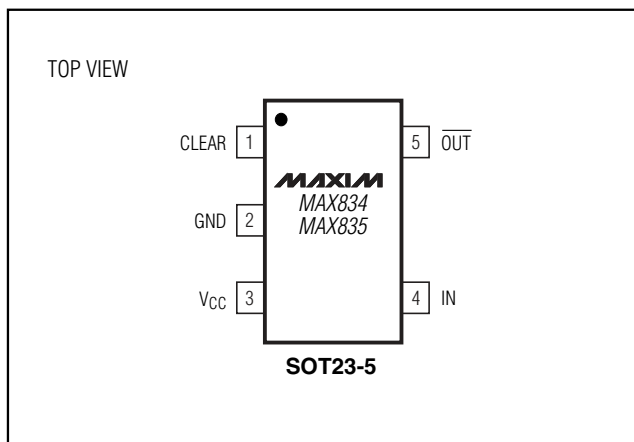 TOP VIEW
CLEAR 1
5 OUT
MAXIM
MAX834
MAX835
GND 2
VCC 3
4 IN
SOT23-5